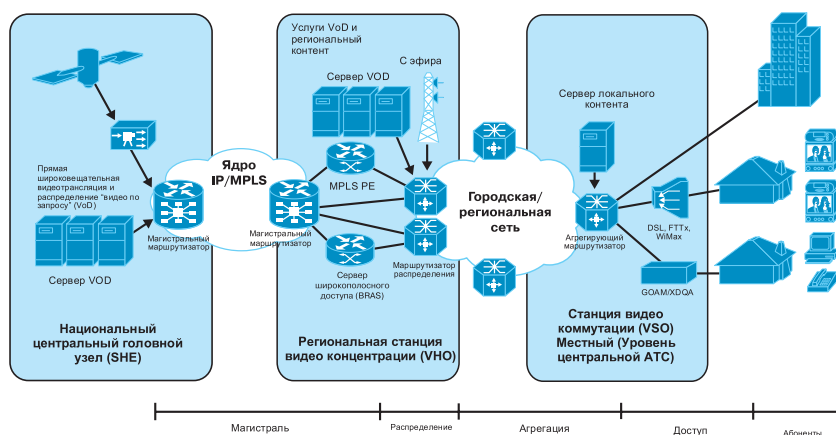 Прямая
широковещательная
видеотрансляция и
распределение "видео по
запросу" (VoD)
Сервер VOD
Магистральный
маршрутизатор
Национальный
центральный головной
узел (SHE)
Ядро
IP/MPLS
Услуги VoD и
региональный
контент
Сервер VOD
С эфира
MPLS PE
Магистральный
маршрутизатор
Сервер
широкополосного
доступа (BRAS)
Маршрутизатор
распределения
Региональная станция
видео концентрации (VHO)
Городская/
региональная
сеть
Сервер локального
контента
Агрегирующий
маршрутизатор
DSL, FTTx,
WiMax
GOAM/XDQA
Станция видео
коммутации (VSO)
Местный (Уровень
центральной АТС)
Магистраль
Распределение
Агрегация
Доступ
Абоненты